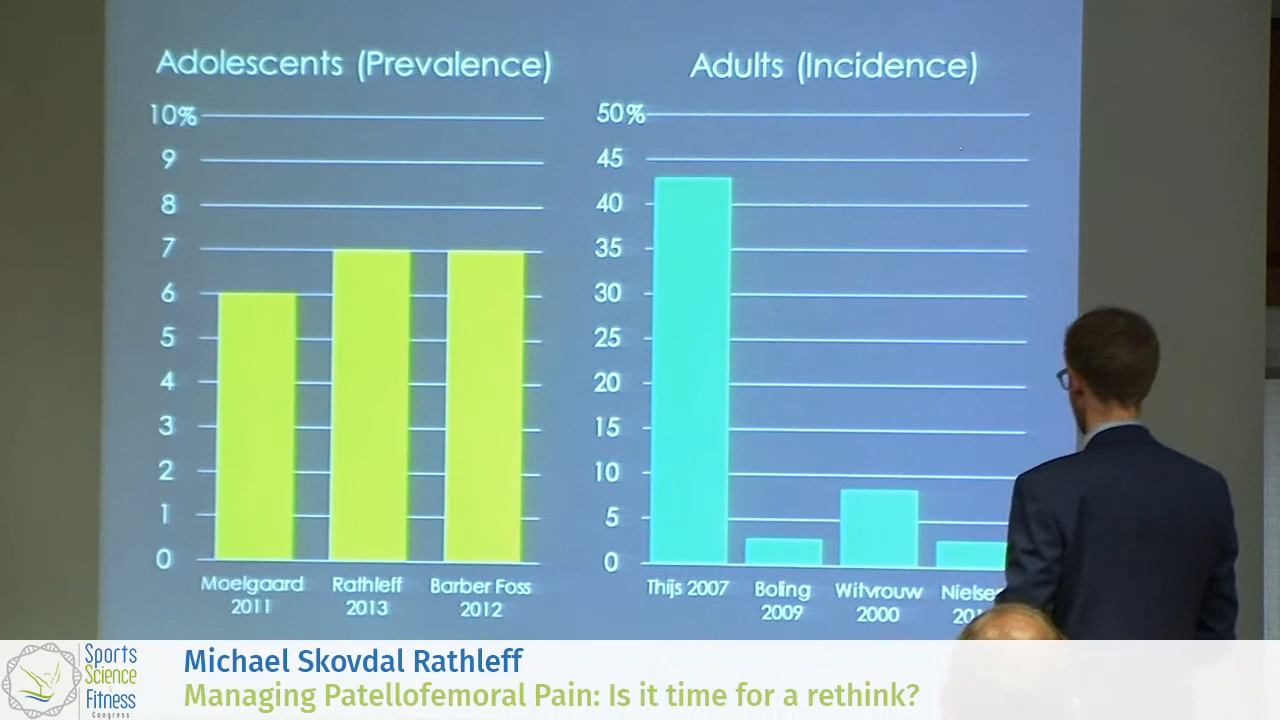 Adolescents (Prevalence)
10%
9
8
7
6
5
4
3
2
1
0
Moelgaard
2011
Rathleff
2013
Barber Foss
2012
Adults (Incidence)
50%
45
40
35
30
25
20
15
10
5
0
Thijs 2007
Boling
2009
Witvrouw
2000
Sports
Science
Fitness
Congress
Michael Skovdal Rathleff
Managing Patellofemoral Pain: Is it time for a rethink?